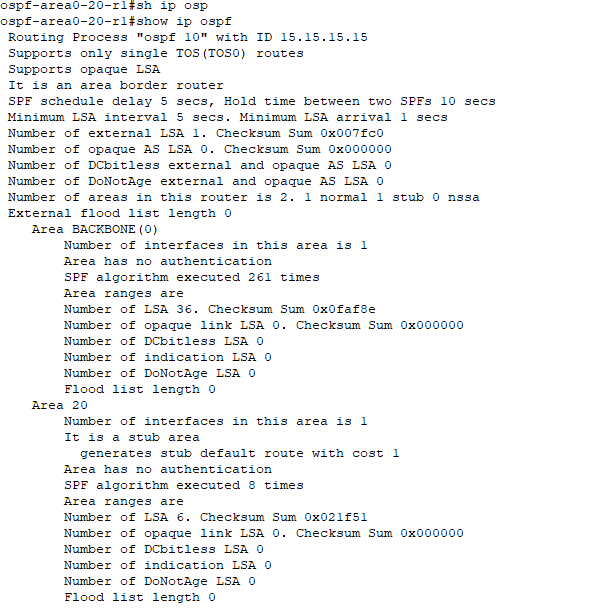 ospf-area0-20-r1#sh ip osp
ospf-area0-20-r1#show ip ospf
Routing Process "ospf 10" with ID 15.15.15.15
Supports only single TOS(TOS0) routes
Supports opaque LSA
It is an area border router
SPF schedule delay 5 secs, Hold time between two SPFs 10 secs
Minimum LSA interval 5 secs. Minimum LSA arrival 1 secs
Number of external LSA 1. Checksum Sum 0x007fc0
Number of opaque AS LSA 0. Checksum Sum 0x000000
Number of DCbitless external and opaque AS LSA 0
Number of DoNotAge external and opaque AS LSA 0
Number of areas in this router is 2. 1 normal 1 stub 0 nssa
External flood list length 0
Area BACKBONE(0)
Number of interfaces in this area is 1
Area has no authentication
SPF algorithm executed 261 times
Area ranges are
Number of LSA 36. Checksum Sum 0x0faf8e
Number of opaque link LSA 0. Checksum Sum 0x000000
Number of DCbitless LSA 0
Number of indication LSA 0
Number of DoNotAge LSA 0
Flood list length 0
Area 20
Number of interfaces in this area is 1
It is a stub area
generates stub default route with cost 1
Area has no authentication
SPF algorithm executed 8 times
Area ranges are
Number of LSA 6. Checksum Sum 0x021f51
Number of opaque link LSA 0. Checksum Sum 0x000000
Number of DCbitless LSA 0
Number of indication LSA 0
Number of DoNotAge LSA 0
Flood list length 0